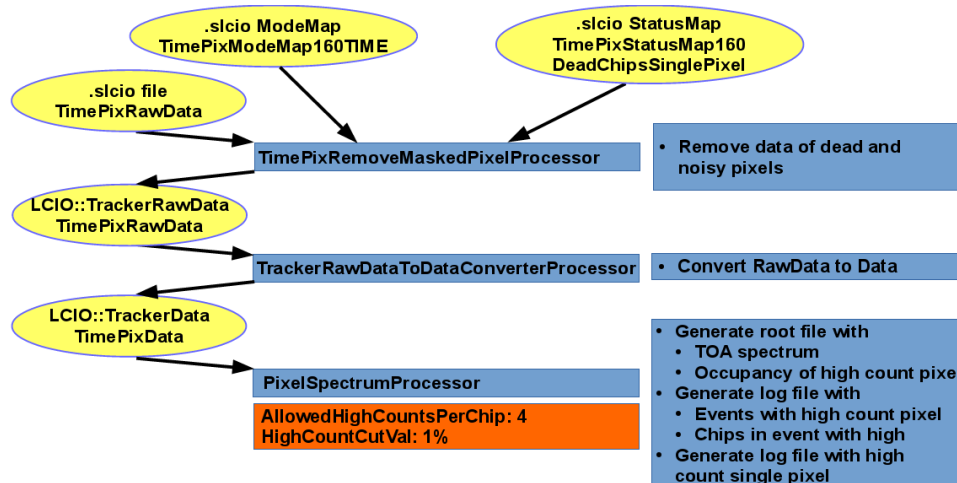 .slcio ModeMap
TimePixModeMap160TIME
.slcio StatusMap
TimePixStatusMap160
DeadChipsSinglePixel
.slcio file
TimePixRawData
TimePixRemoveMaskedPixelProcessor
• Remove data of dead and
noisy pixels
LCIO::TrackerRawData
TimePixRawData
TrackerRawDataToDataConverterProcessor
• Convert RawData to Data
LCIO::TrackerData
TimePixData
PixelSpectrumProcessor
AllowedHighCountsPerChip: 4
HighCountCutVal: 1%
• Generate root file with
• TOA spectrum
• Occupancy of high count pixel
• Generate log file with
• Events with high count pixel
• Chips in event with high
• Generate log file with high
count single pixel